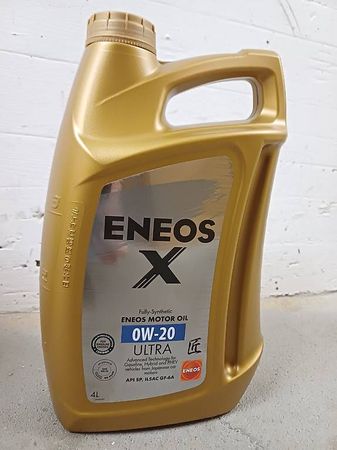 ENEOS
X
Fully-Synthetic
ENEOS MOTOR OIL
0W-20
ULTRA
Advanced Technology for
Gasoline, Hybrid and PHEV
vehicles from Japanese car
makers
API SP, ILSAC GF-6A
ENEOS
4L